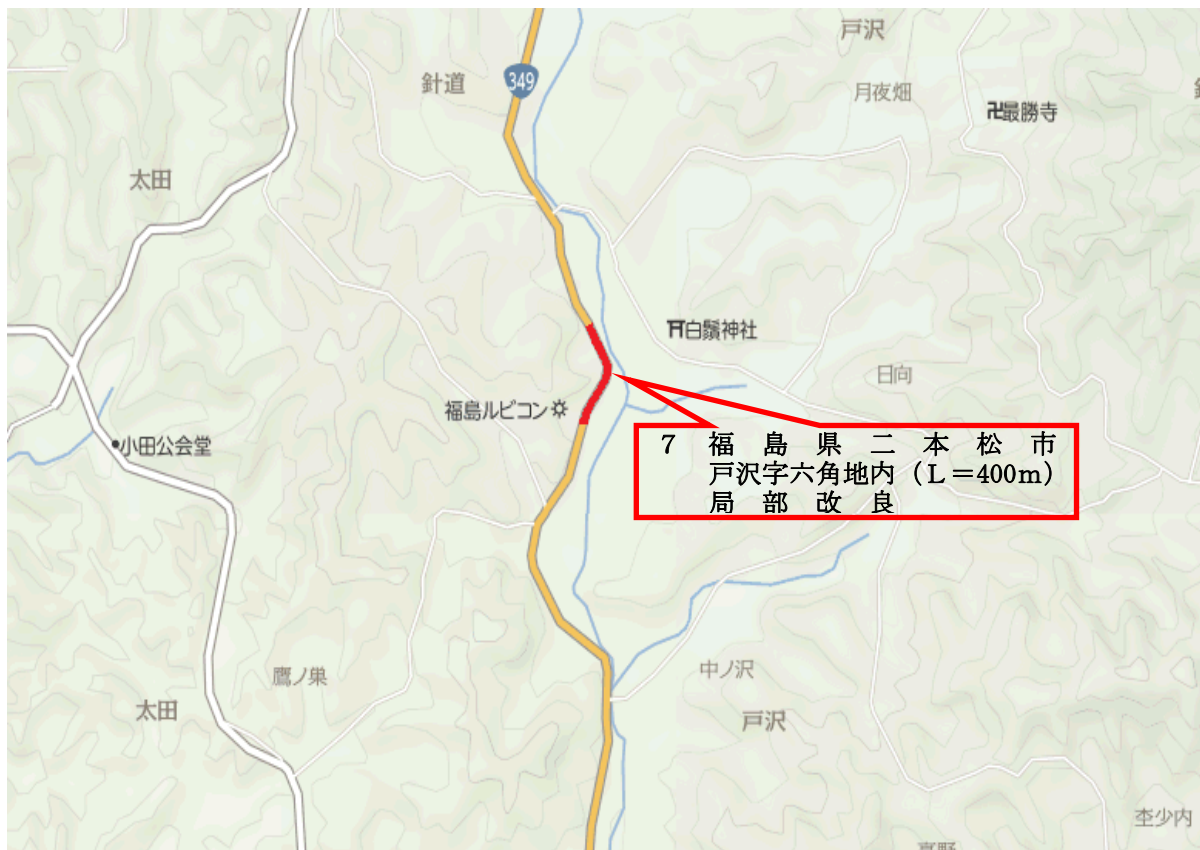 戸沢
349
針道
月夜畑
卍最勝寺
太田
白鬚神社
日向
福島ルビコン
小田公会堂
7 福島県二本松市
戸沢字六角地内（L＝400m）
局部改良
中ノ沢
鷹ノ巣
太田
戸沢
杢少内